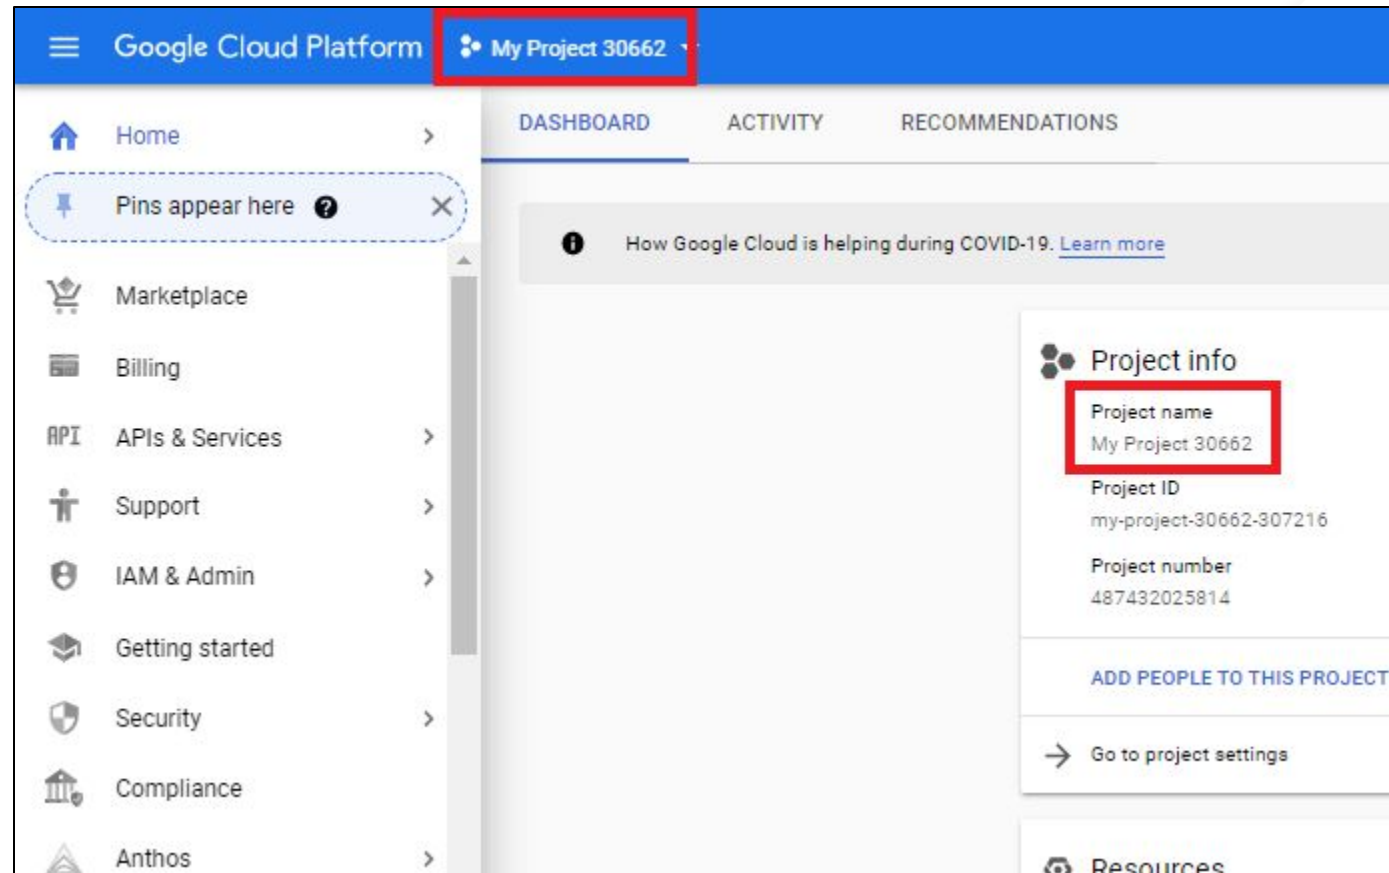 Google Cloud Platform My Project 30662
Home
Pins appear here ?
Marketplace
Billing
API APIs & Services
Support
IAM & Admin
Getting started
Security
Compliance
Anthos
DASHBOARD ACTIVITY RECOMMENDATIONS
How Google Cloud is helping during COVID-19. Learn more
Project info
Project name
My Project 30662
Project ID
my-project-30662-307216
Project number
487432025814
ADD PEOPLE TO THIS PROJECT
Go to project settings
Resources